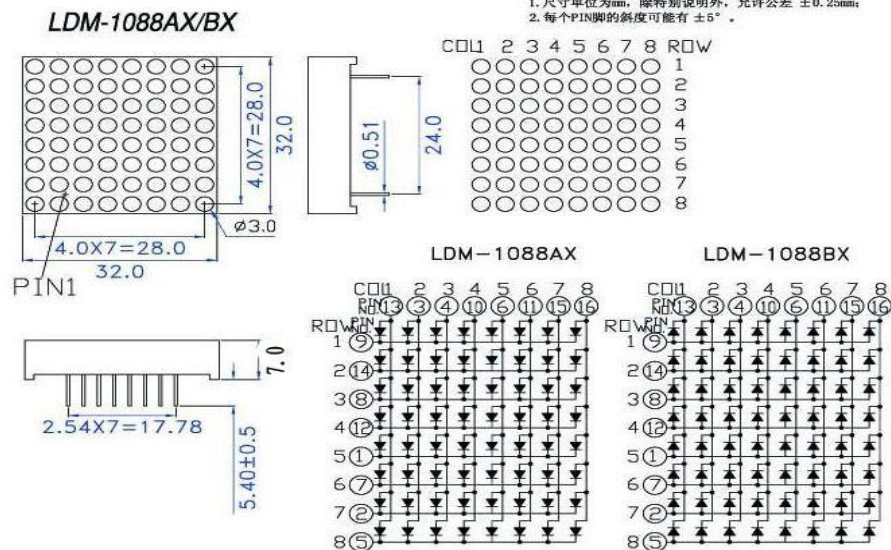 1. 尺寸单位为mm, 除特别说明外, 允许公差 ±0.25mm;
2. 每个PIN脚的斜度可能有 ±5° 。
LDM-1088AX/BX
4.0X7=28.0
32.0
ø3.0
4.0X7=28.0
32.0
PIN1
ø0.51
24.0
COL1 2 3 4 5 6 7 8 ROW
1
2
3
4
5
6
7
8
7.0
2.54X7=17.78
5.40±0.5
LDM-1088AX
COL1 2 3 4 5 6 7 8
PIN NO. 13 3 4 10 6 11 15 16
ROW PIN NO.
1 9
2 14
3 8
4 12
5 1
6 7
7 2
8 5
LDM-1088BX
COL1 2 3 4 5 6 7 8
PIN NO. 13 3 4 10 6 11 15 16
ROW PIN NO.
1 9
2 14
3 8
4 12
5 1
6 7
7 2
8 5